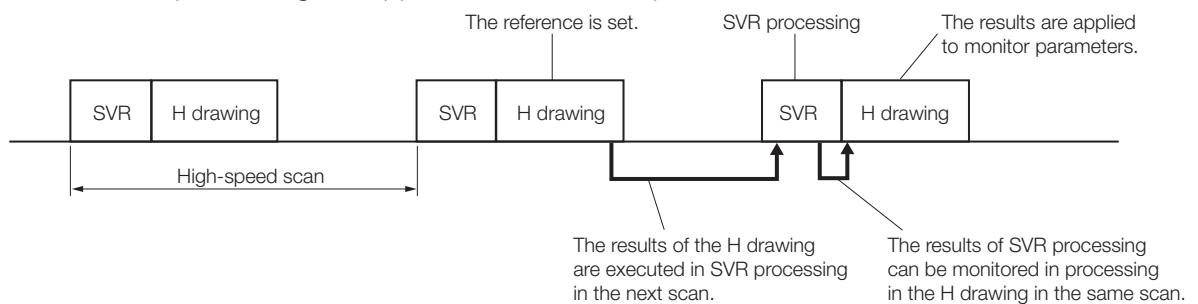 The reference is set.
SVR processing
The results are applied
to monitor parameters.
SVR
H drawing
SVR
H drawing
SVR
H drawing
High-speed scan
The results of the H drawing
are executed in SVR processing
in the next scan.
The results of SVR processing
can be monitored in processing
in the H drawing in the same scan.